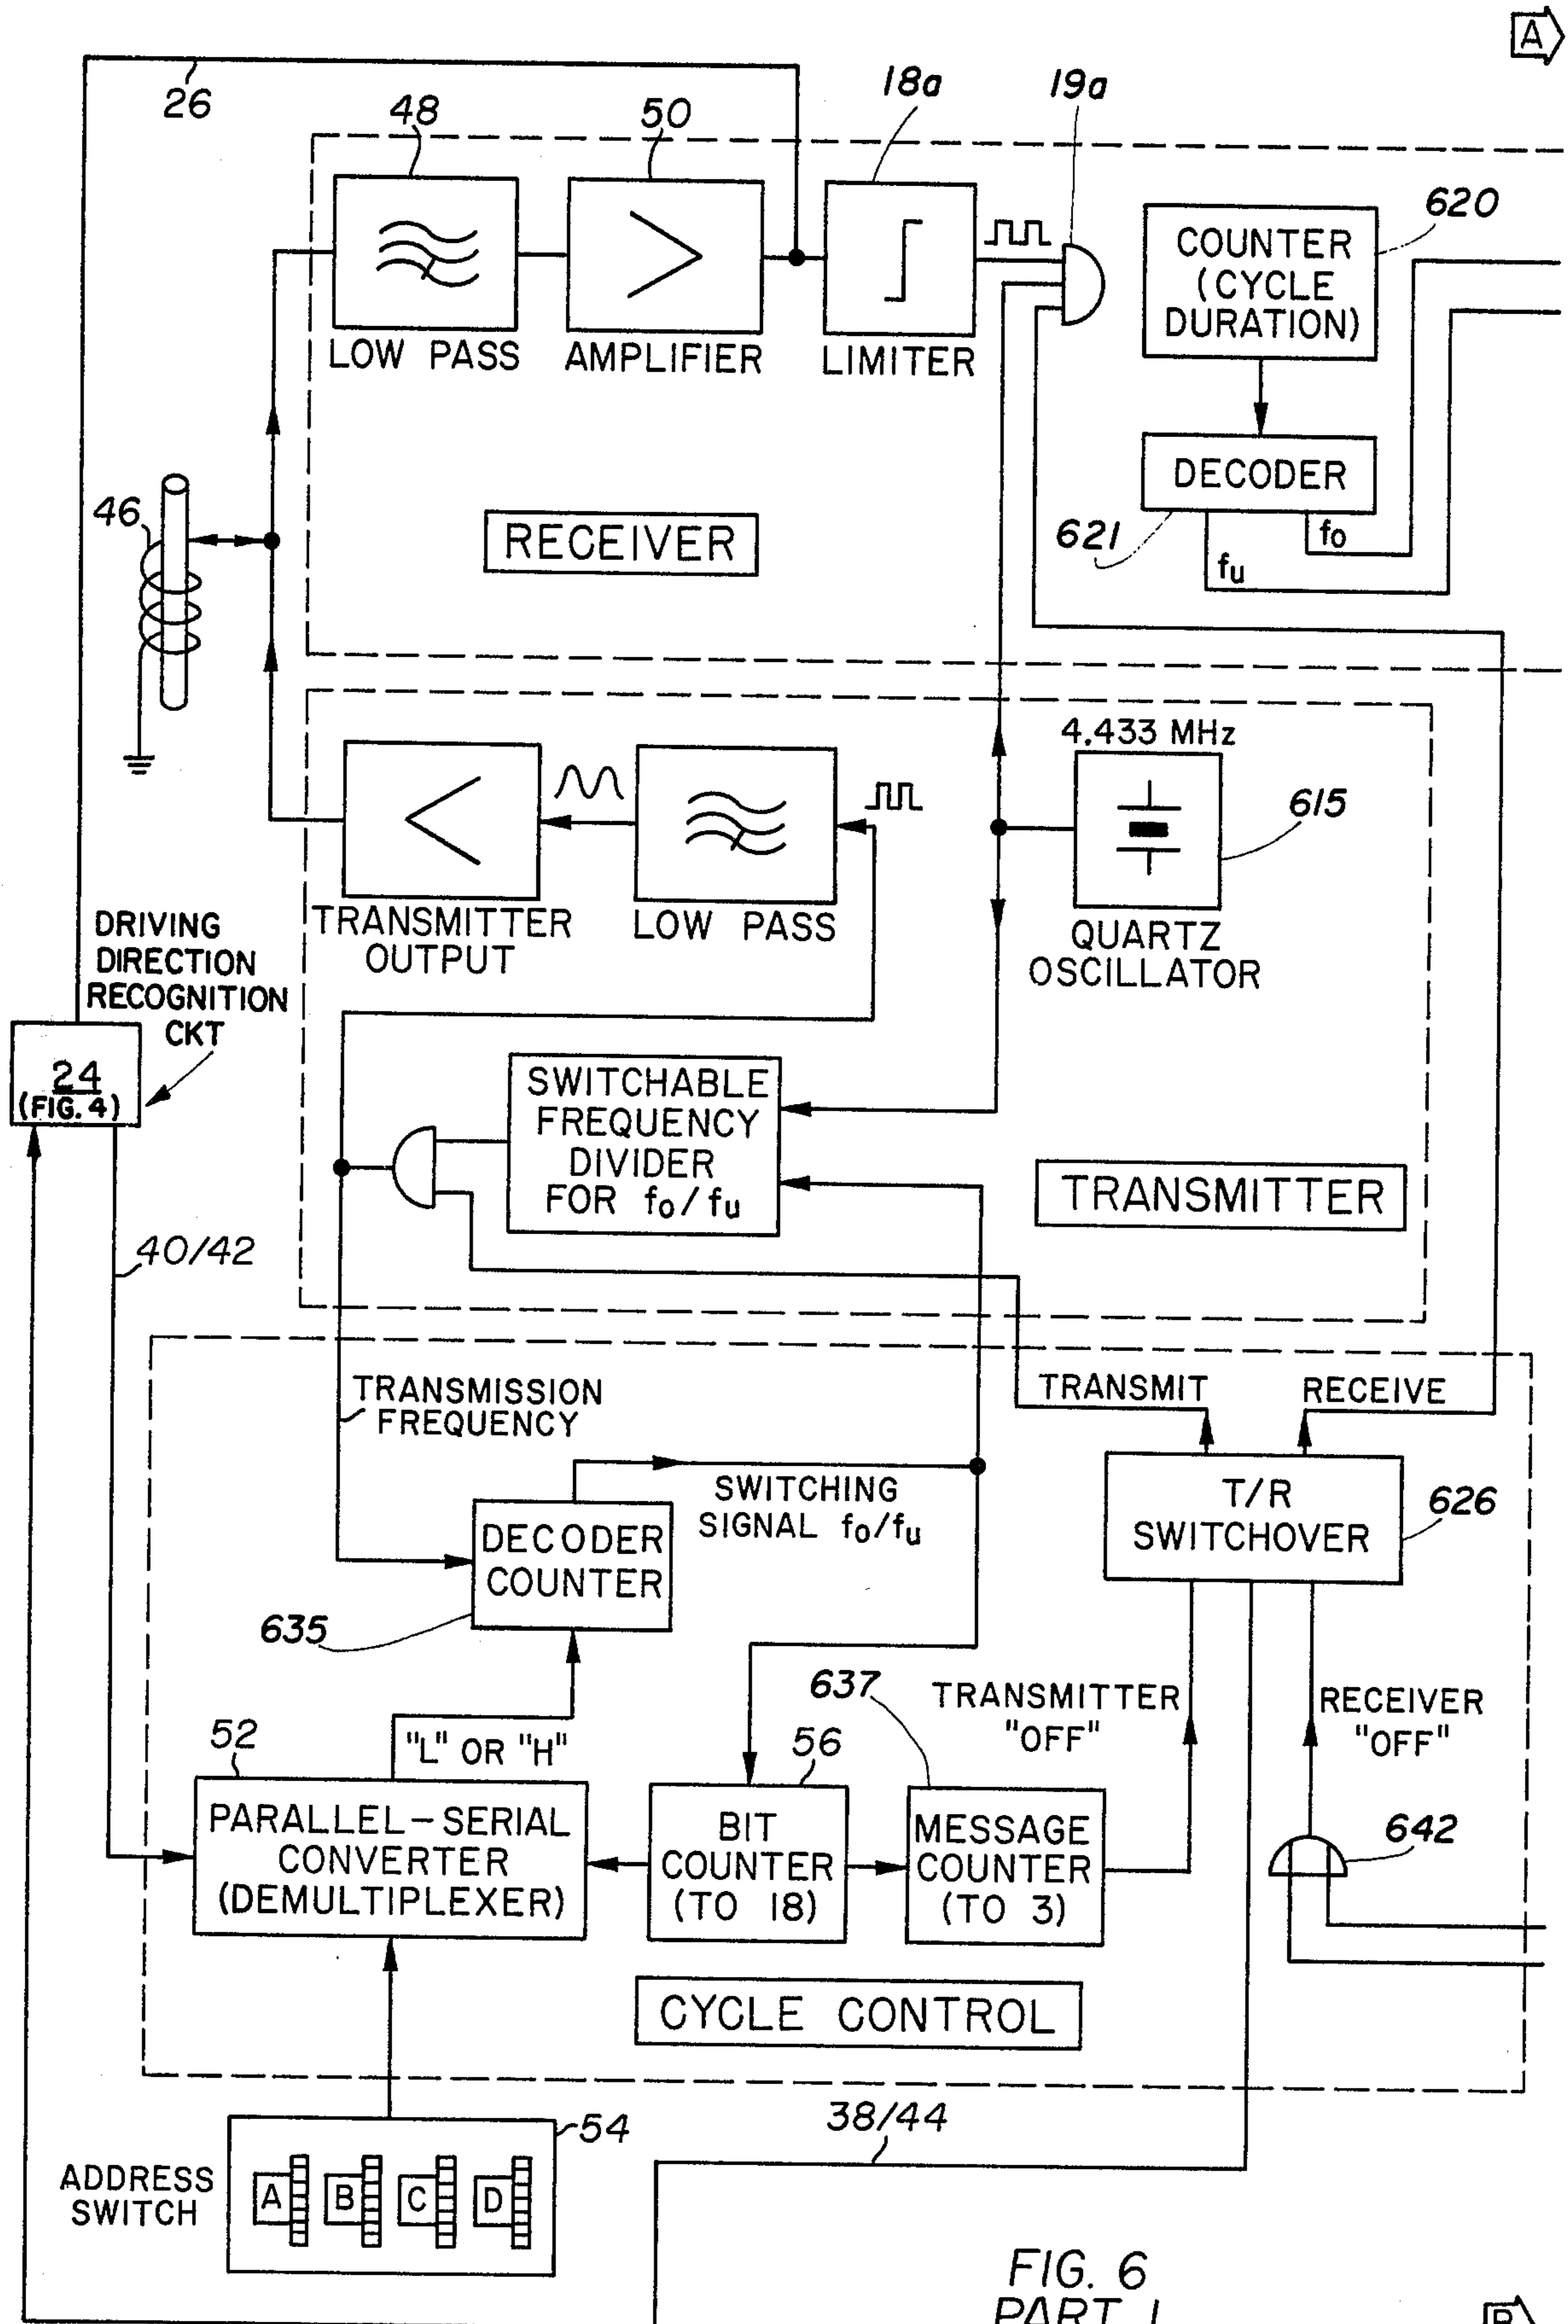 A
26
48
50
18a
19a
620
COUNTER
(CYCLE
DURATION)
LOW PASS
AMPLIFIER
LIMITER
DECODER
46
RECEIVER
621
fo
fu
4.433 MHz
615
TRANSMITTER
OUTPUT
LOW PASS
QUARTZ
OSCILLATOR
DRIVING
DIRECTION
RECOGNITION
CKT
24
(FIG. 4)
SWITCHABLE
FREQUENCY
DIVIDER
FOR fo/fu
TRANSMITTER
40/42
TRANSMISSION
FREQUENCY
TRANSMIT
RECEIVE
SWITCHING
SIGNAL fo/fu
T/R
SWITCHOVER
626
DECODER
COUNTER
635
637
TRANSMITTER
"OFF"
RECEIVER
"OFF"
52
"L" OR "H"
56
PARALLEL-SERIAL
CONVERTER
(DEMULTIPLEXER)
BIT
COUNTER
(TO 18)
MESSAGE
COUNTER
(TO 3)
642
CYCLE CONTROL
54
38/44
ADDRESS
SWITCH
A B C D
FIG. 6
PART 1
B